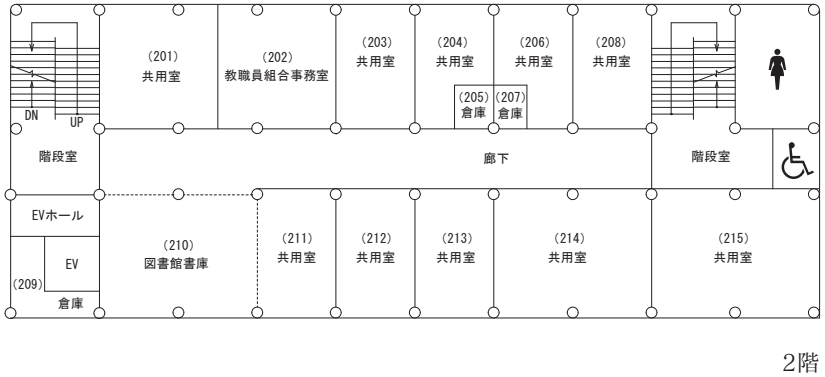 (201)
共用室
(202)
教職員組合事務室
(203)
共用室
(204)
共用室
(206)
共用室
(208)
共用室
(205)
倉庫
(207)
倉庫
DN
UP
階段室
廊下
階段室
EVホール
(209)
EV
倉庫
(210)
図書館書庫
(211)
共用室
(212)
共用室
(213)
共用室
(214)
共用室
(215)
共用室
2階